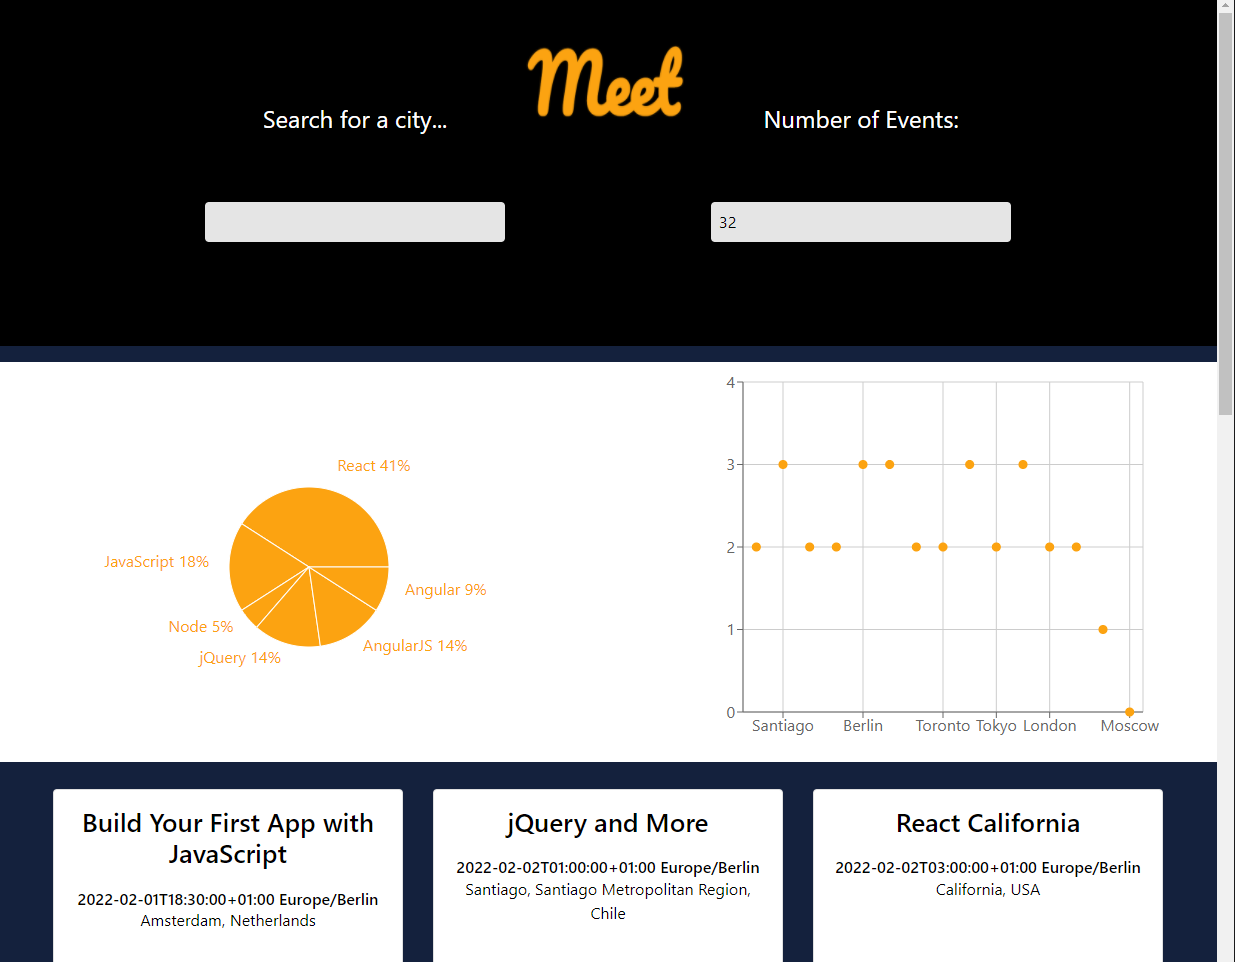 Meet
Search for a city...
Number of Events:
32
React 41%
JavaScript 18%
Angular 9%
Node 5%
AngularJS 14%
jQuery 14%
4
3
2
1
0
Santiago Berlin Toronto Tokyo London Moscow
Build Your First App with
JavaScript
2022-02-01T18:30:00+01:00 Europe/Berlin
Amsterdam, Netherlands
jQuery and More
2022-02-02T01:00:00+01:00 Europe/Berlin
Santiago, Santiago Metropolitan Region,
Chile
React California
2022-02-02T03:00:00+01:00 Europe/Berlin
California, USA